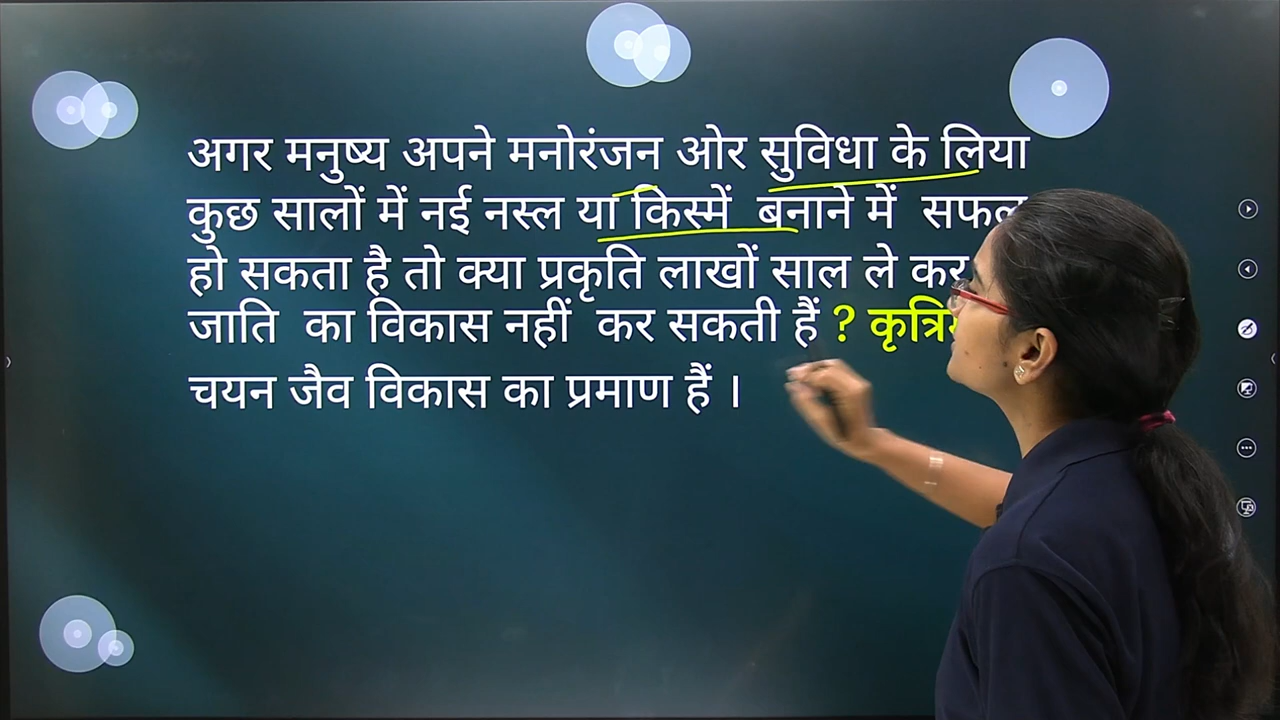 अगर मनुष्य अपने मनोरंजन ओर सुविधा के लिया
कुछ सालों में नई नस्ल या किस्में बनाने में सफल
हो सकता है तो क्या प्रकृति लाखों साल ले कर
जाति का विकास नहीं कर सकती हैं ?
चयन जैव विकास का प्रमाण हैं ।